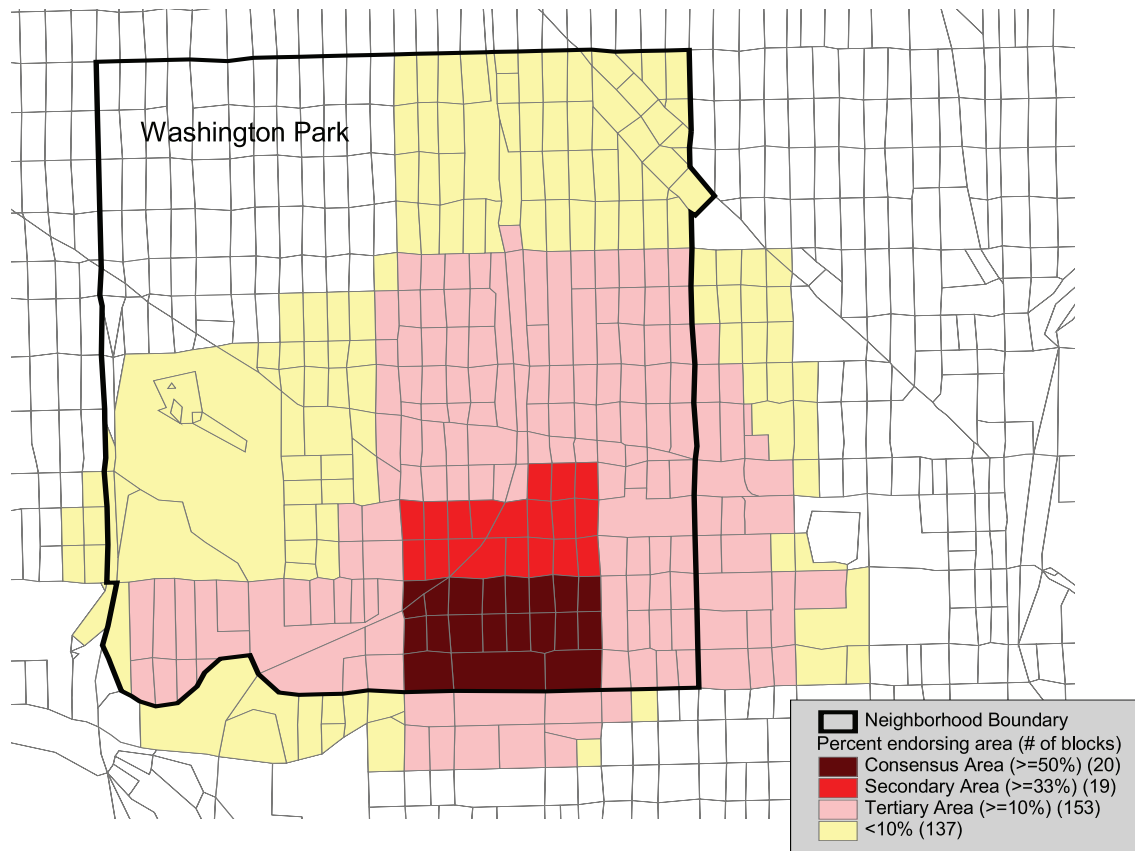 Washington Park
Neighborhood Boundary
Percent endorsing area (# of blocks)
Consensus Area (>=50%) (20)
Secondary Area (>=33%) (19)
Tertiary Area (>=10%) (153)
<10% (137)